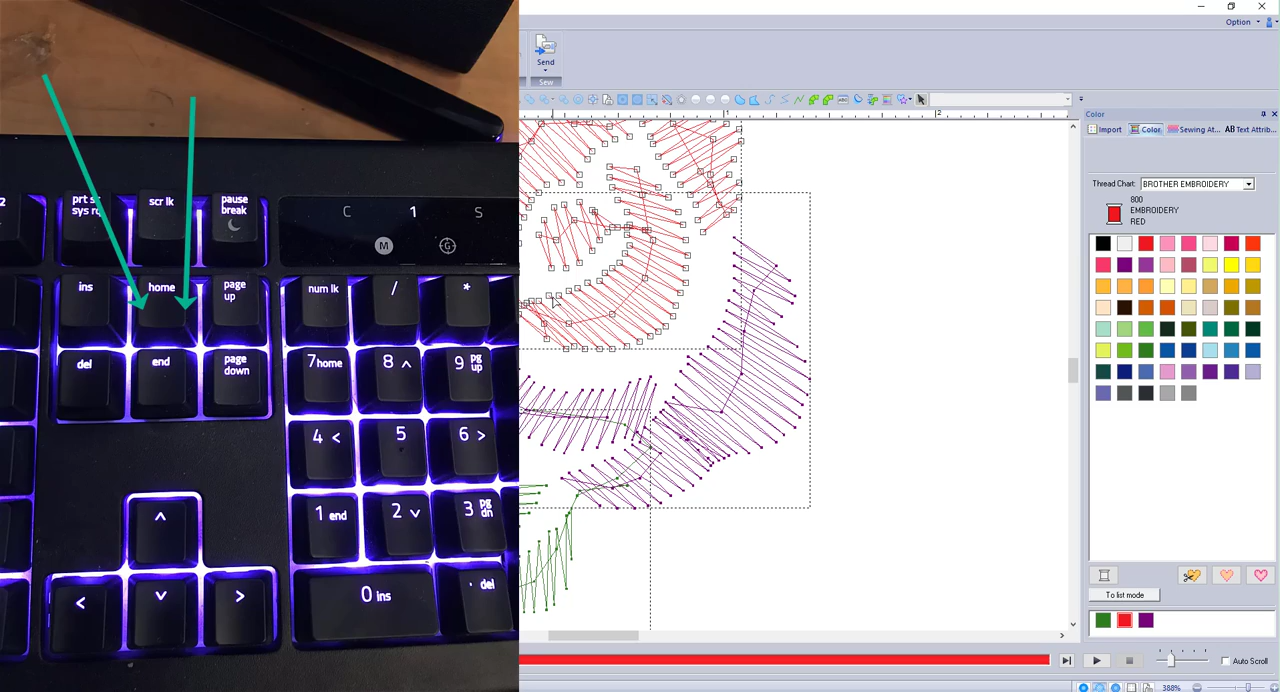 prt sc
sys rq
scr lk
pause
break
C
1
S
M
G
ins
home
page
up
num lk
/
*
del
end
page
down
7 home
8 ^
9 pg
up
4 <
5
6 >
^
1 end
2 v
3 pg
dn
<
v
>
0 ins
. del
Option
Send
Sew
1
2
Color
Import
Color
Sewing At...
AB Text Attrib...
Thread Chart:
BROTHER EMBROIDERY
800
EMBROIDERY
RED
To list mode
Auto Scroll
388%